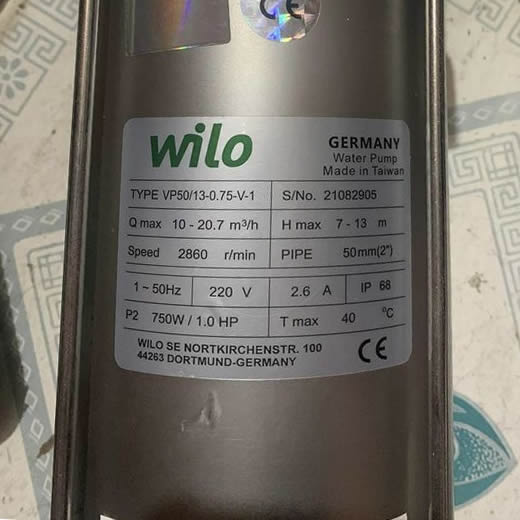 CE
wilo
GERMANY
Water Pump
Made in Taiwan
TYPE VP50/13-0.75-V-1 S/No. 21082905
Q max 10 - 20.7 m³/h H max 7 - 13 m
Speed 2860 r/min PIPE 50mm(2")
1 ~ 50Hz 220 V 2.6 A IP 68
P2 750W / 1.0 HP T max 40 °C
WILO SE NORTKIRCHENSTR. 100
44263 DORTMUND-GERMANY
CE